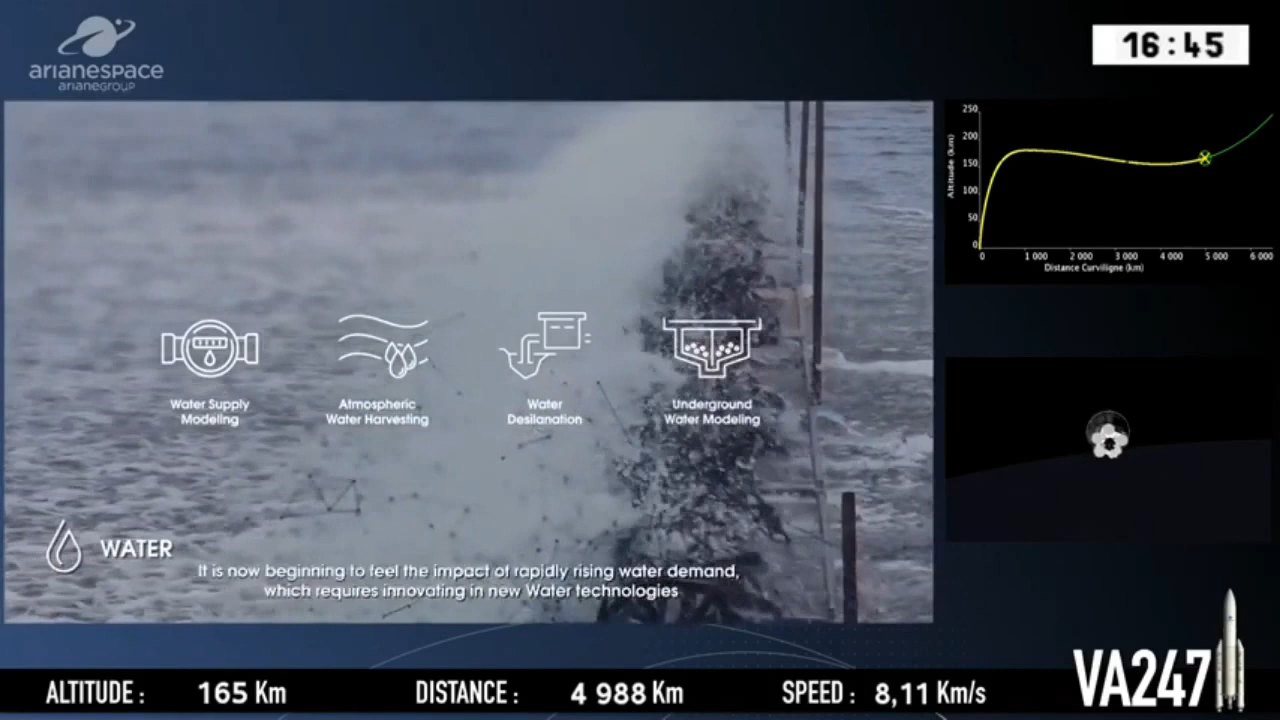 arianespace
arianeGROUP
16:45
250
200
150
100
50
0
Altitude (km)
0 1 000 2 000 3 000 4 000 5 000 6 000
Distance Curviligne (km)
Water Supply
Modeling
Atmospheric
Water Harvesting
Water
Desilanation
Underground
Water Modeling
WATER
It is now beginning to feel the impact of rapidly rising water demand,
which requires innovating in new Water technologies
VA247
ALTITUDE : 165 Km DISTANCE : 4 988 Km SPEED : 8,11 Km/s